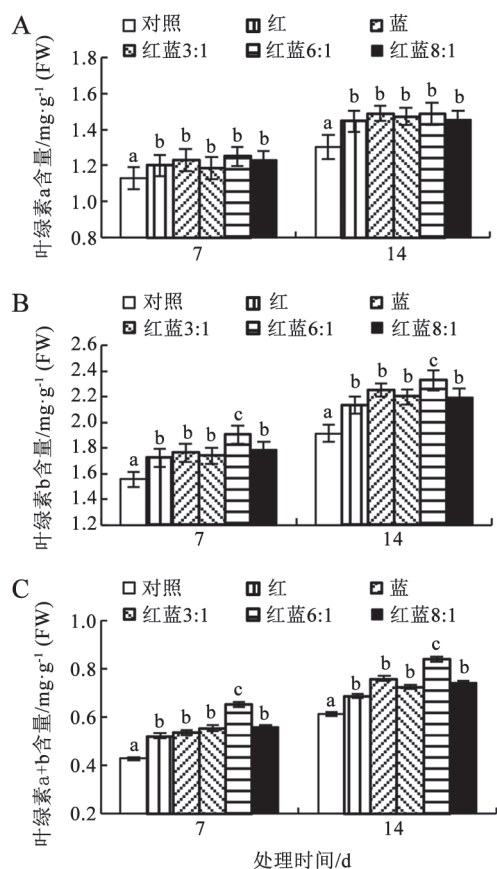 A
对照 红 蓝
红蓝3:1 红蓝6:1 红蓝8:1
叶绿素a含量/mg·g⁻¹ (FW)
1.8
1.6
1.4
1.2
1.0
0.8
a b b b b b
a b b b b b
7 14
B
对照 红 蓝
红蓝3:1 红蓝6:1 红蓝8:1
叶绿素b含量/mg·g⁻¹ (FW)
2.6
2.4
2.2
2.0
1.8
1.6
1.4
1.2
a b b b c b
a b b b c b
7 14
C
对照 红 蓝
红蓝3:1 红蓝6:1 红蓝8:1
叶绿素a+b含量/mg·g⁻¹ (FW)
1.0
0.8
0.6
0.4
0.2
a b b b c b
a b b b c b
7 14
处理时间/d